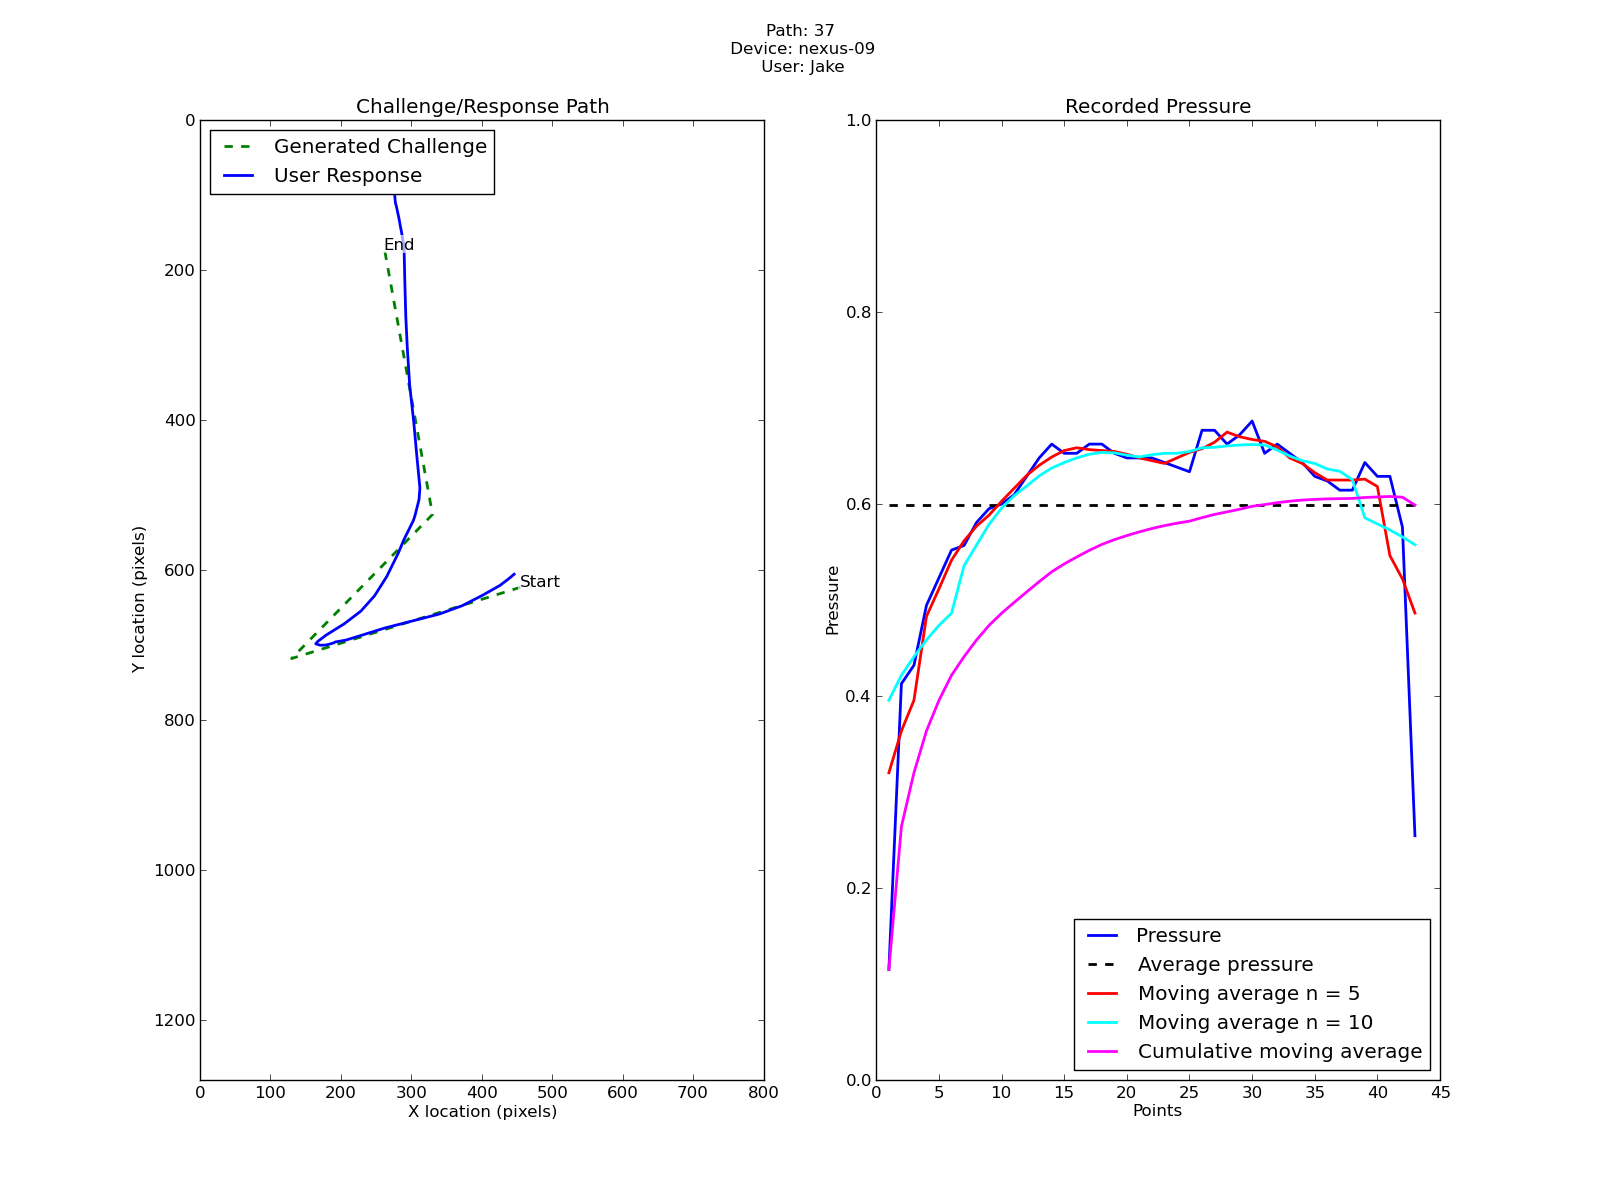 Path: 37
Device: nexus-09
User: Jake
Challenge/Response Path
Generated Challenge
User Response
End
Start
0
200
400
600
800
1000
1200
Y location (pixels)
0 100 200 300 400 500 600 700 800
X location (pixels)
Recorded Pressure
1.0
0.8
0.6
0.4
0.2
0.0
Pressure
Pressure
Average pressure
Moving average n = 5
Moving average n = 10
Cumulative moving average
0 5 10 15 20 25 30 35 40 45
Points